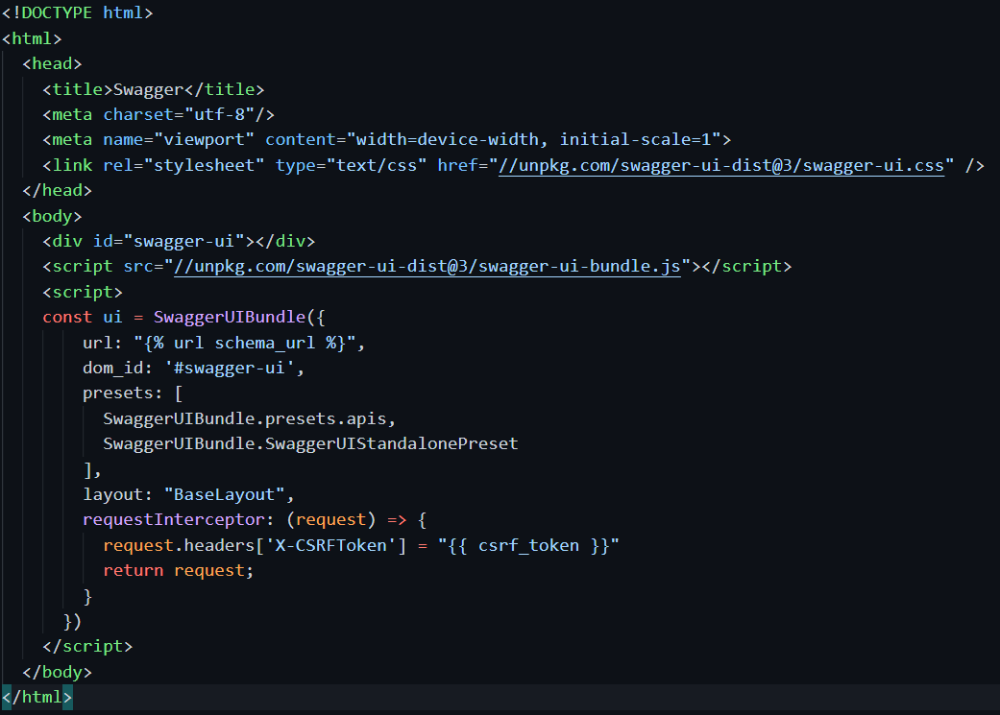 <!DOCTYPE html>
<html>
<head>
<title>Swagger</title>
<meta charset="utf-8"/>
<meta name="viewport" content="width=device-width, initial-scale=1">
<link rel="stylesheet" type="text/css" href="//unpkg.com/swagger-ui-dist@3/swagger-ui.css" />
</head>
<body>
<div id="swagger-ui"></div>
<script src="//unpkg.com/swagger-ui-dist@3/swagger-ui-bundle.js"></script>
<script>
const ui = SwaggerUIBundle({
url: "{% url schema_url %}",
dom_id: '#swagger-ui',
presets: [
SwaggerUIBundle.presets.apis,
SwaggerUIBundle.SwaggerUIStandalonePreset
],
layout: "BaseLayout",
requestInterceptor: (request) => {
request.headers['X-CSRFToken'] = "{{ csrf_token }}"
return request;
}
})
</script>
</body>
</html>